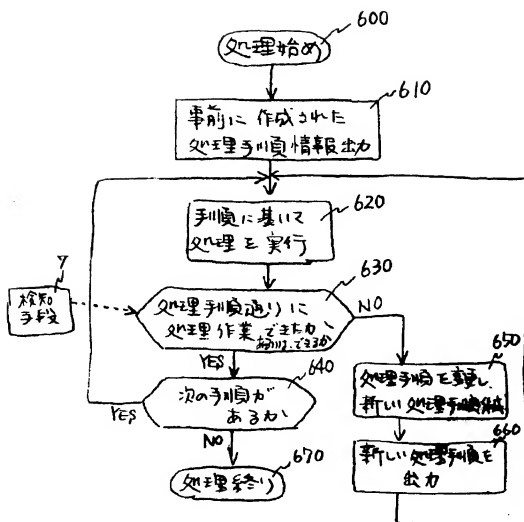 600
処理始め
610
事前に作成された
処理手順情報出力
620
手順に基いて
処理を実行
7
検知
手段
630
処理手順通りに
処理作業できたか
できるか
NO
YES
640
次の手順が
あるか
YES
NO
650
処理手順を
新しい処理手順
660
新しい処理手順を
出力
670
処理終り